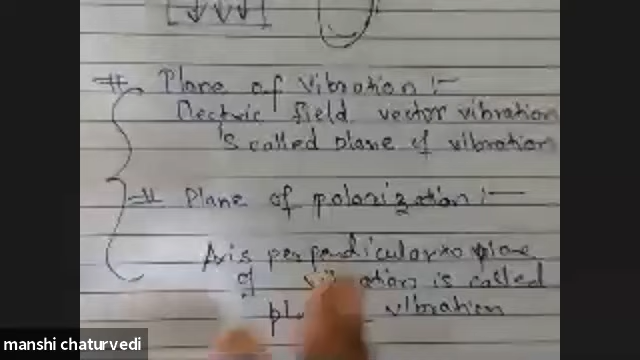 # Plane of Vibration :-
Electric field vector vibration
is called plane of vibration
# Plane of polarization :-
Axis perpendicular to plane
of is called
vibration
manshi chaturvedi